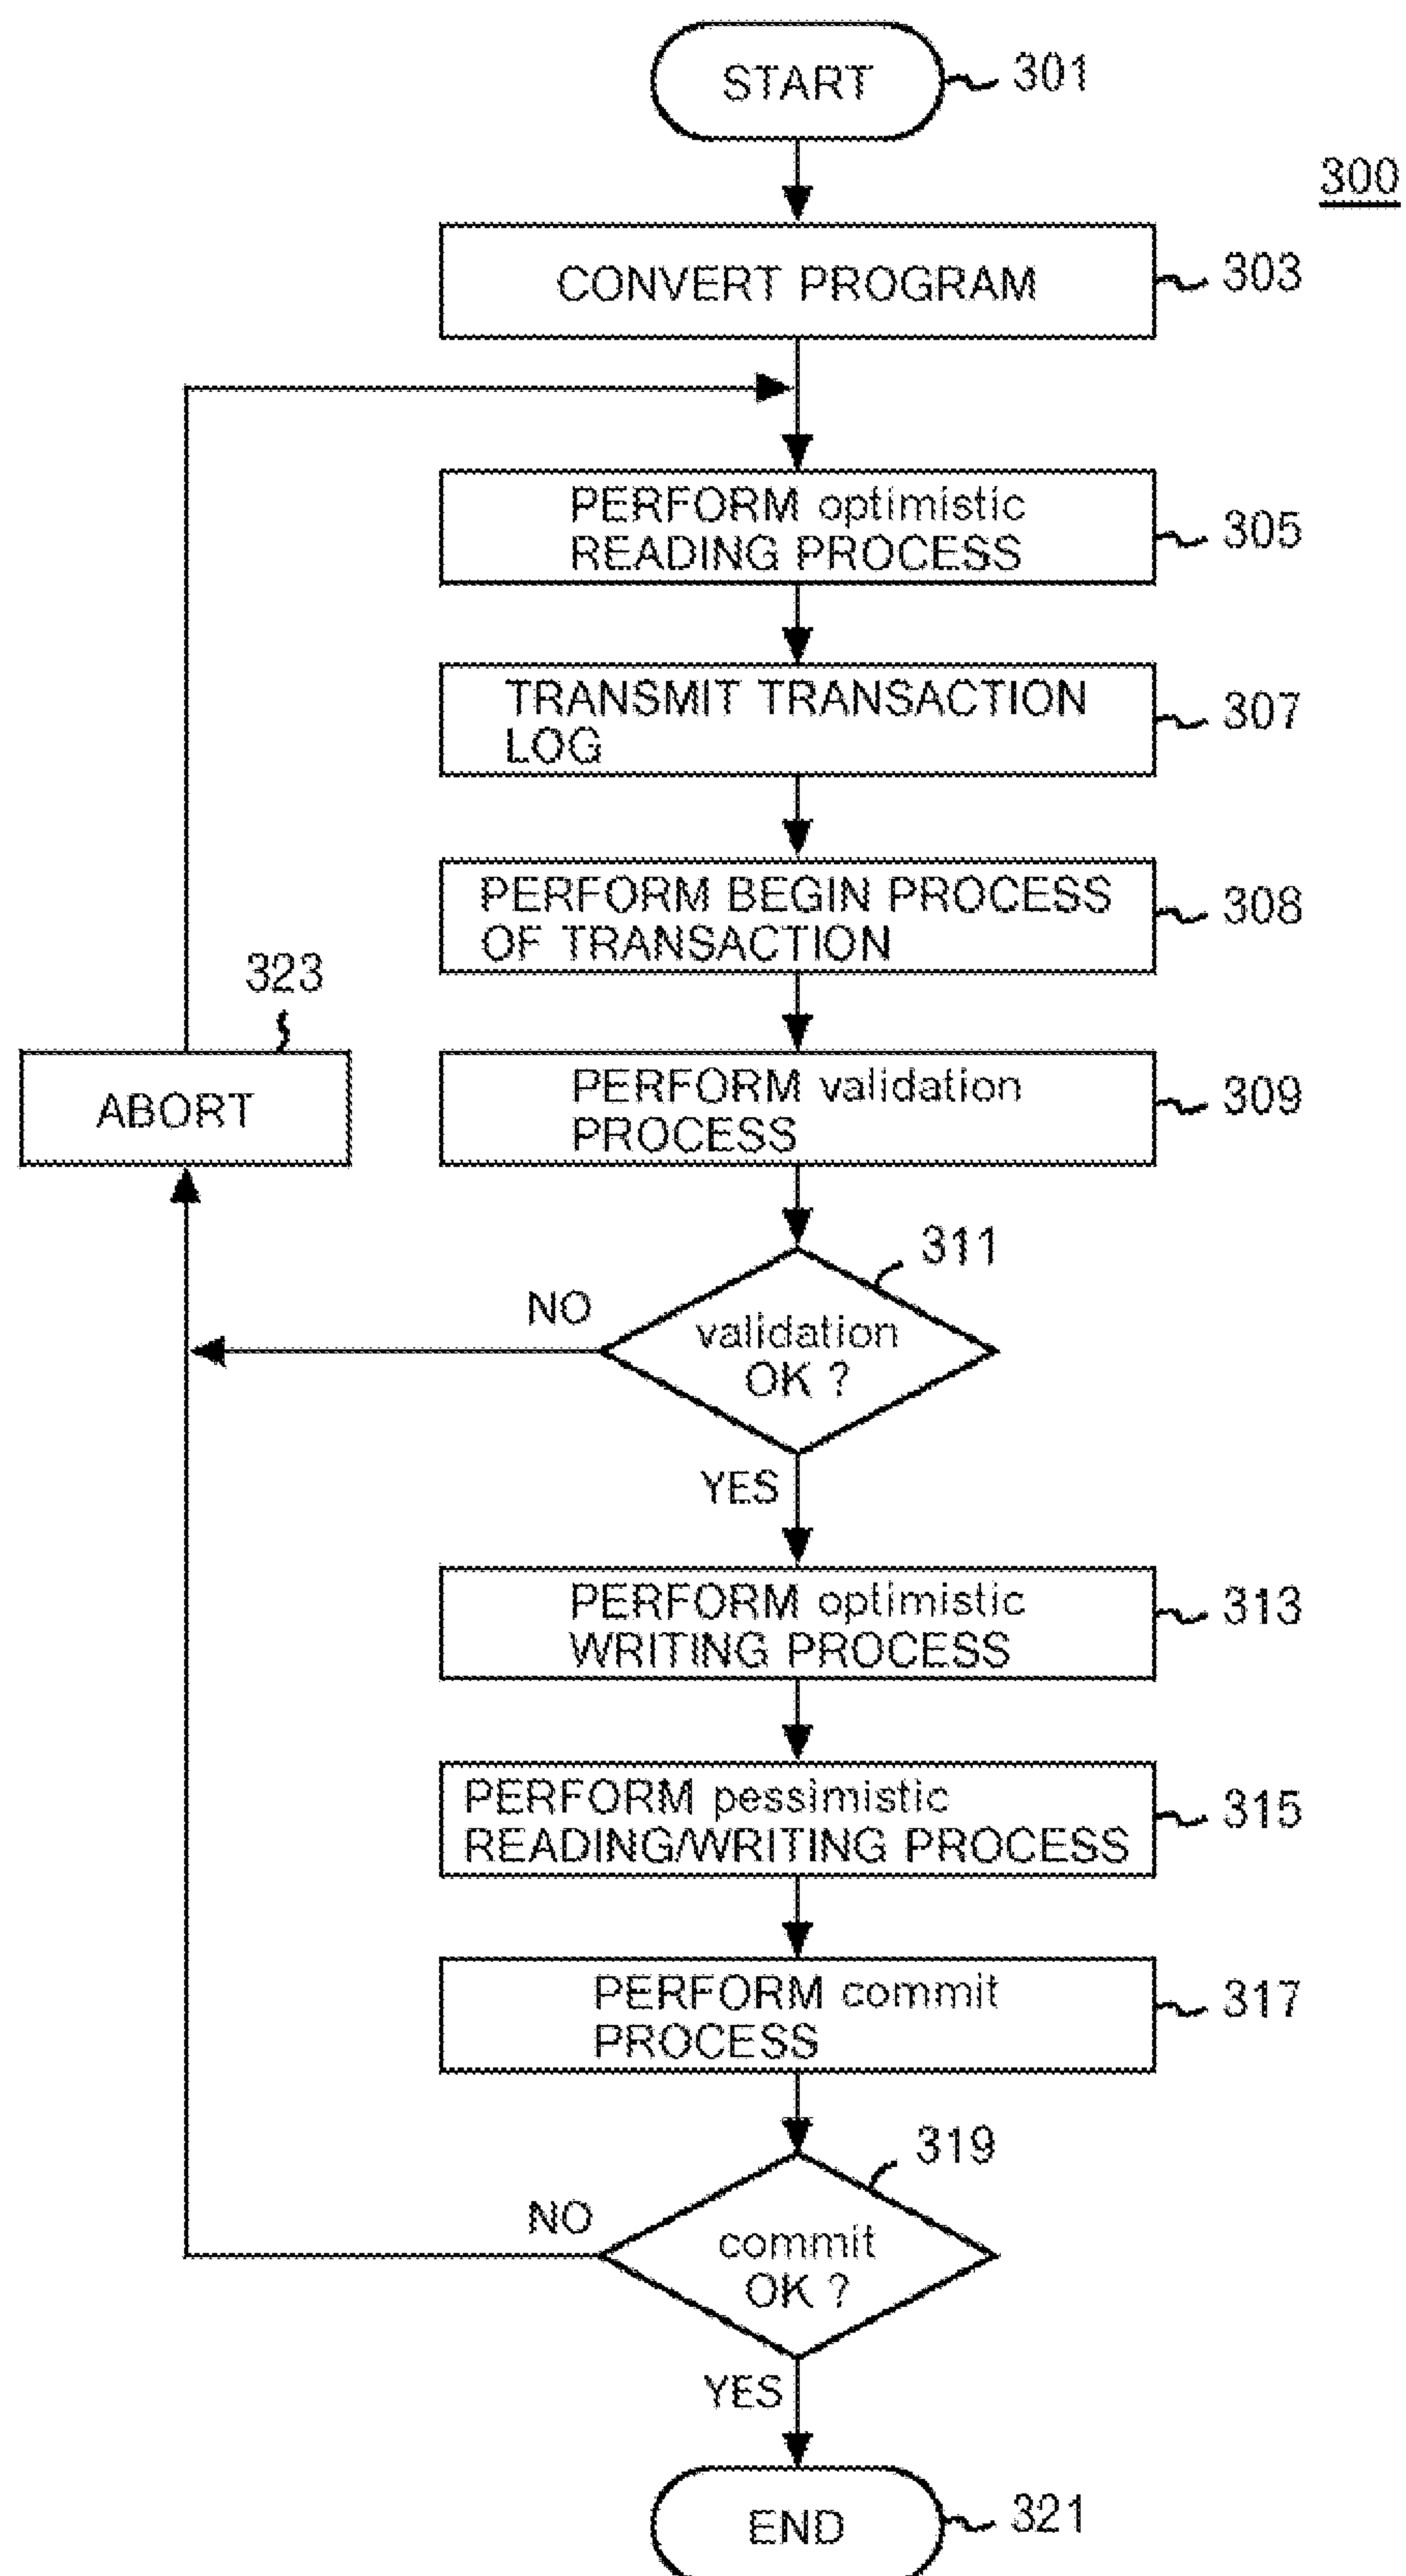 START
301
300
CONVERT PROGRAM
303
PERFORM optimistic
READING PROCESS
305
TRANSMIT TRANSACTION
LOG
307
PERFORM BEGIN PROCESS
OF TRANSACTION
308
323
ABORT
PERFORM validation
PROCESS
309
311
NO
validation
OK ?
YES
PERFORM optimistic
WRITING PROCESS
313
PERFORM pessimistic
READING/WRITING PROCESS
315
PERFORM commit
PROCESS
317
319
NO
commit
OK ?
YES
END
321